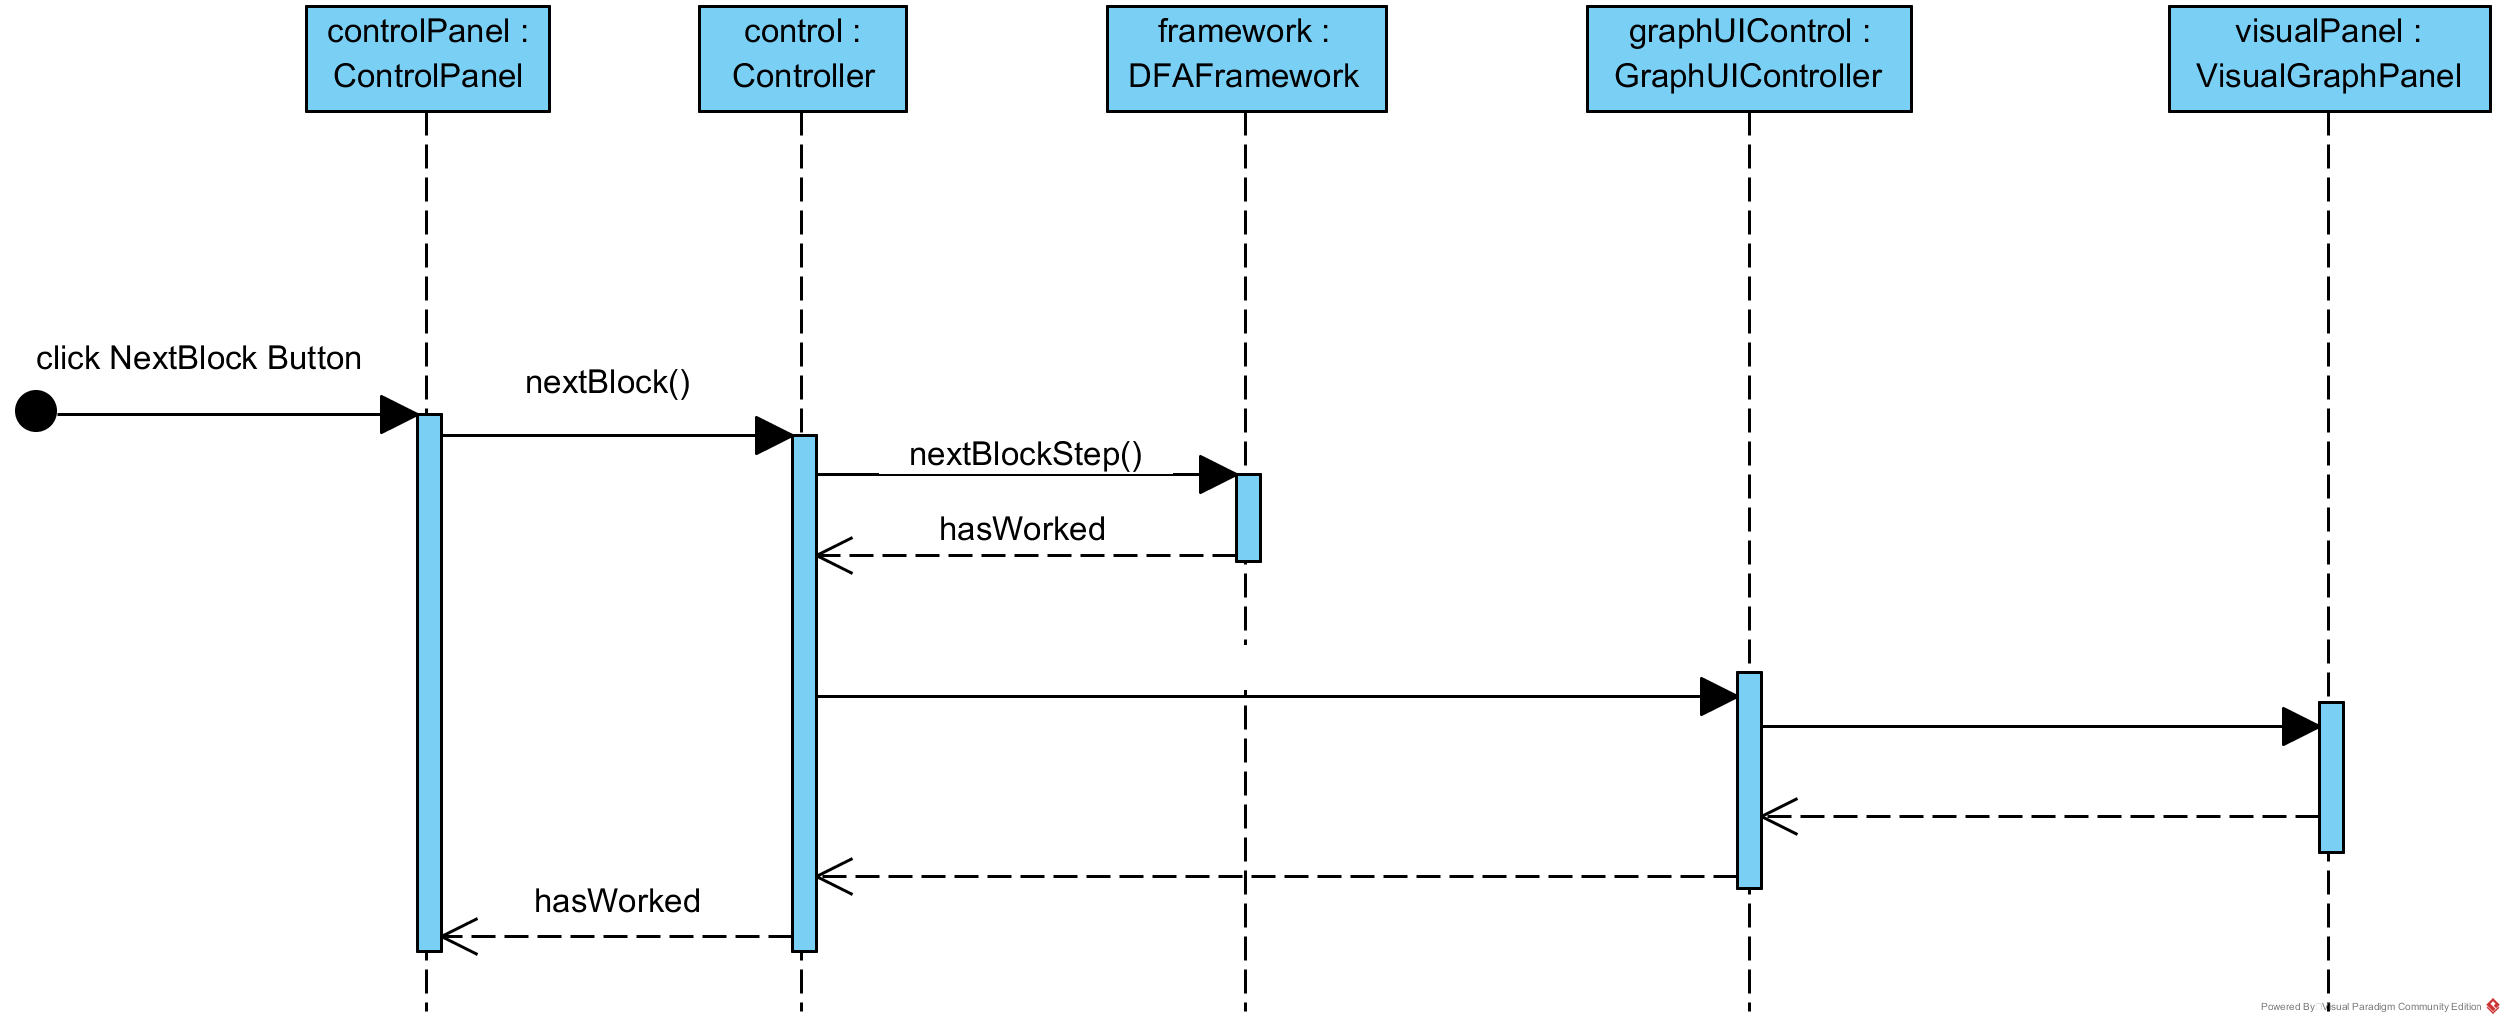 controlPanel :
ControlPanel
control :
Controller
framework :
DFAFramework
graphUIControl :
GraphUIController
visualPanel :
VisualGraphPanel
click NextBlock Button
nextBlock()
nextBlockStep()
hasWorked
hasWorked
Powered By Visual Paradigm Community Edition